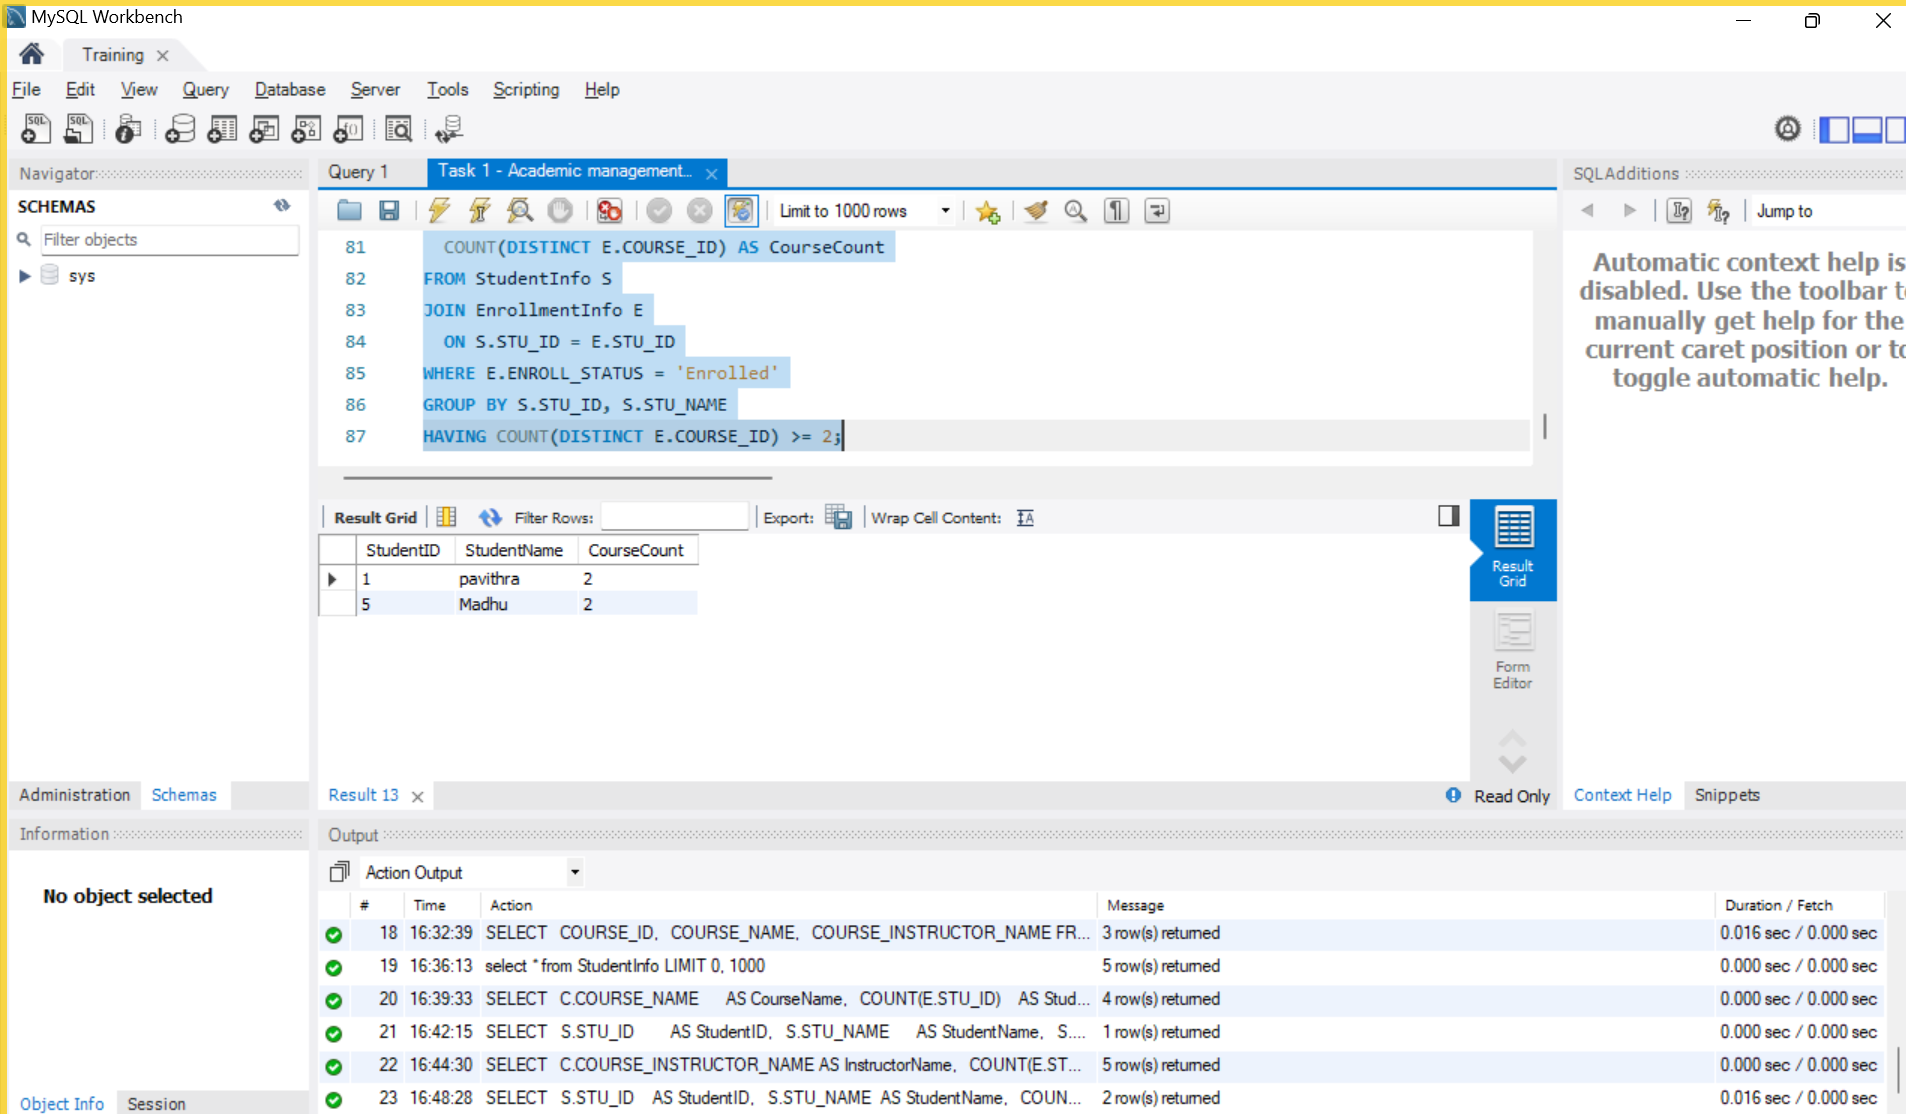 MySQL Workbench
Training
File Edit View Query Database Server Tools Scripting Help
Navigator
SCHEMAS
Filter objects
sys
Query 1
Task 1 - Academic management...
Limit to 1000 rows
81 COUNT(DISTINCT E.COURSE_ID) AS CourseCount
82 FROM StudentInfo S
83 JOIN EnrollmentInfo E
84 ON S.STU_ID = E.STU_ID
85 WHERE E.ENROLL_STATUS = 'Enrolled'
86 GROUP BY S.STU_ID, S.STU_NAME
87 HAVING COUNT(DISTINCT E.COURSE_ID) >= 2;
SQLAdditions
Jump to
Automatic context help is
disabled. Use the toolbar to
manually get help for the
current caret position or to
toggle automatic help.
Result Grid Filter Rows: Export: Wrap Cell Content:
StudentID StudentName CourseCount
1 pavithra 2
5 Madhu 2
Result
Grid
Form
Editor
Administration Schemas
Result 13
Read Only
Context Help Snippets
Information
No object selected
Object Info Session
Output
Action Output
# Time Action Message Duration / Fetch
18 16:32:39 SELECT COURSE_ID, COURSE_NAME, COURSE_INSTRUCTOR_NAME FR... 3 row(s) returned 0.016 sec / 0.000 sec
19 16:36:13 select * from StudentInfo LIMIT 0, 1000 5 row(s) returned 0.000 sec / 0.000 sec
20 16:39:33 SELECT C.COURSE_NAME AS CourseName, COUNT(E.STU_ID) AS Stud... 4 row(s) returned 0.000 sec / 0.000 sec
21 16:42:15 SELECT S.STU_ID AS StudentID, S.STU_NAME AS StudentName, S.... 1 row(s) returned 0.000 sec / 0.000 sec
22 16:44:30 SELECT C.COURSE_INSTRUCTOR_NAME AS InstructorName, COUNT(E.ST... 5 row(s) returned 0.000 sec / 0.000 sec
23 16:48:28 SELECT S.STU_ID AS StudentID, S.STU_NAME AS StudentName, COUN... 2 row(s) returned 0.016 sec / 0.000 sec